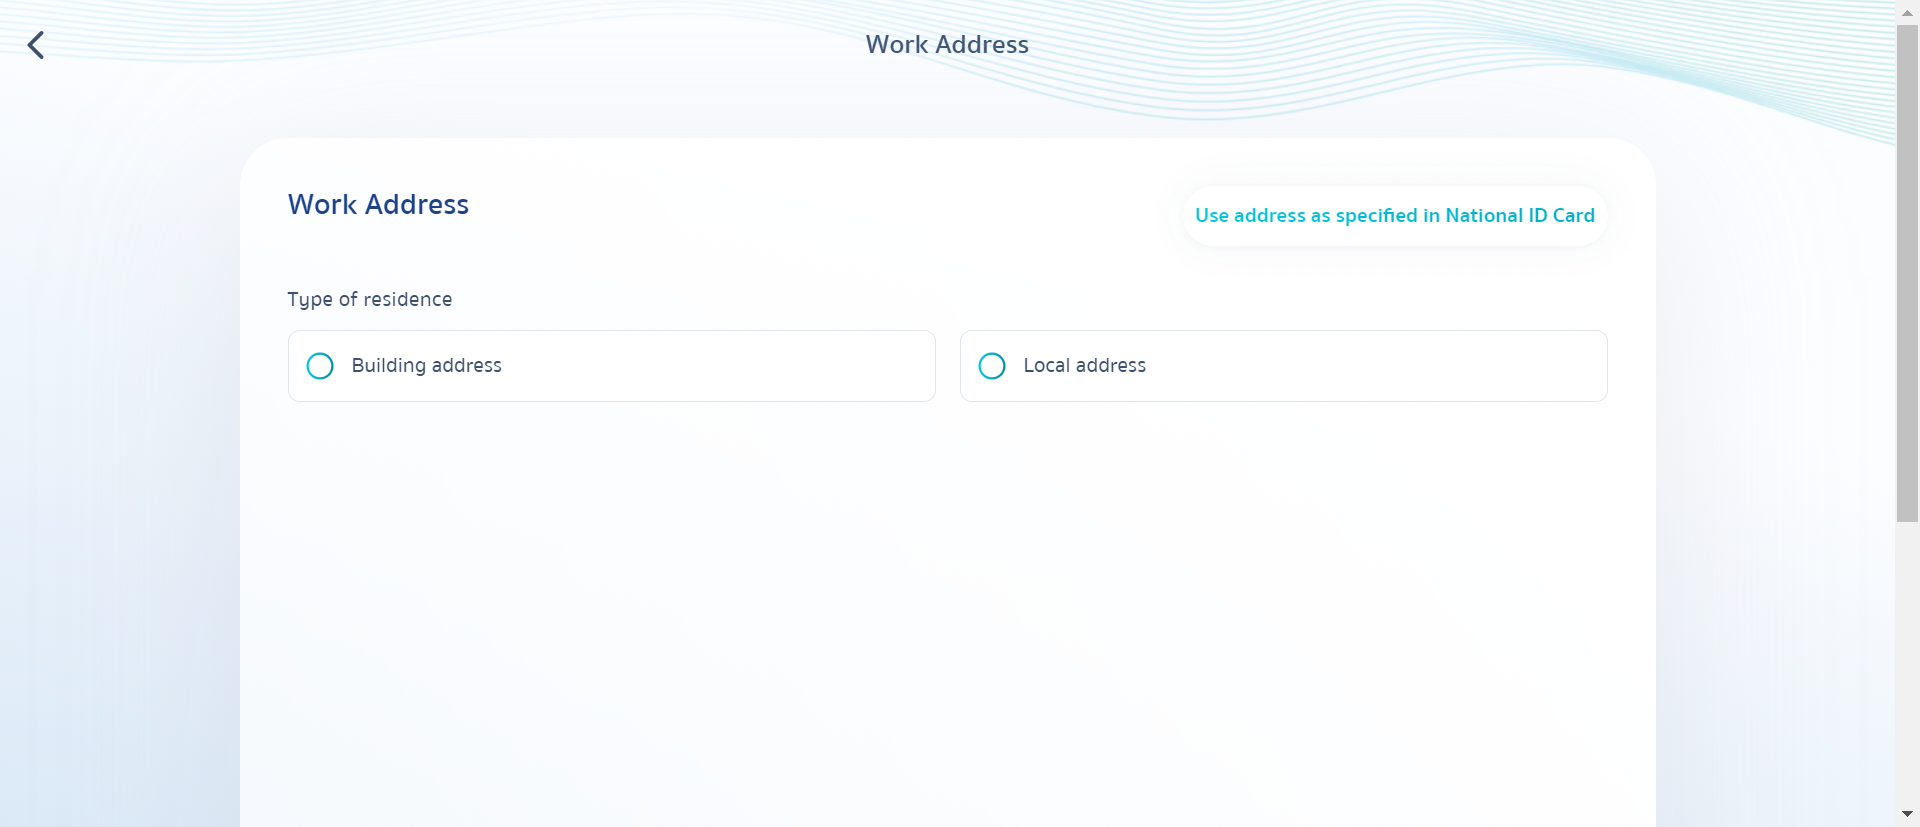 Work Address
Work Address
Use address as specified in National ID Card
Type of residence
Building address
Local address